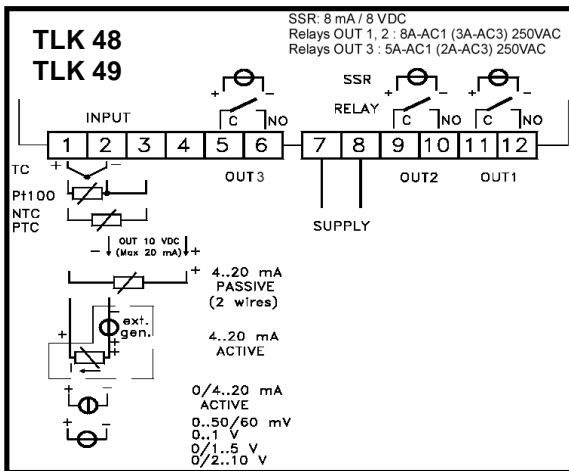 SSR: 8 mA / 8 VDC
Relays OUT 1, 2 : 8A-AC1 (3A-AC3) 250VAC
Relays OUT 3 : 5A-AC1 (2A-AC3) 250VAC
TLK 48
TLK 49
+ - SSR + - + -
INPUT RELAY
C NO C NO C NO
1 2 3 4 5 6 7 8 9 10 11 12
TC + -
OUT3 OUT2 OUT1
Pt100
NTC
PTC
SUPPLY
- OUT 10 VDC +
(Max 20 mA)
+ 4..20 mA
PASSIVE
(2 wires)
-
ext.
gen.
+ +
+
4..20 mA
ACTIVE
I
+ - 0/4..20 mA
ACTIVE
+ - 0..50/60 mV
0..1 V
0/1..5 V
0/2..10 V